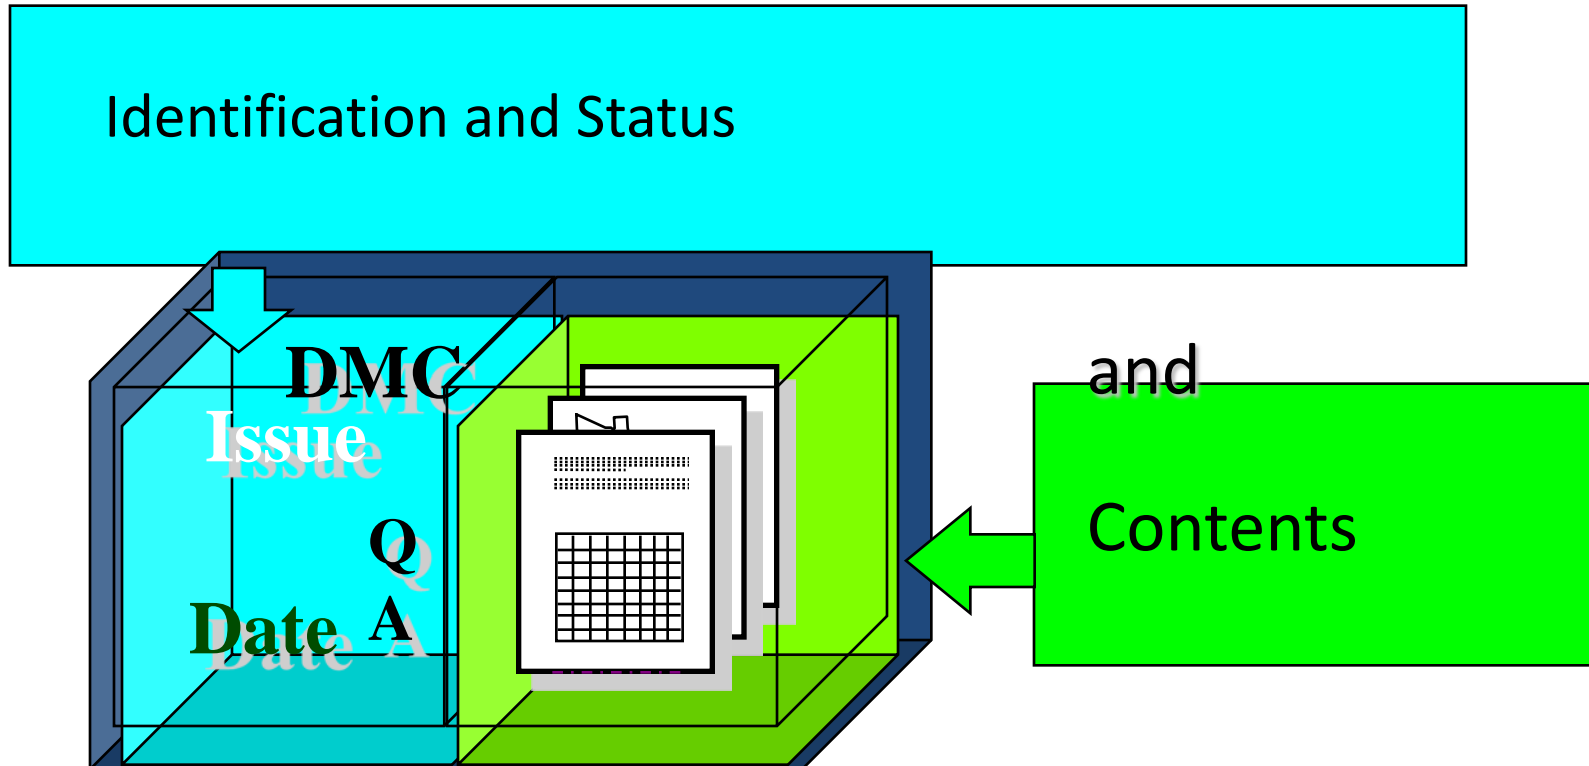 Identification and Status
DMC
Issue
Q
A
Date
and
Contents